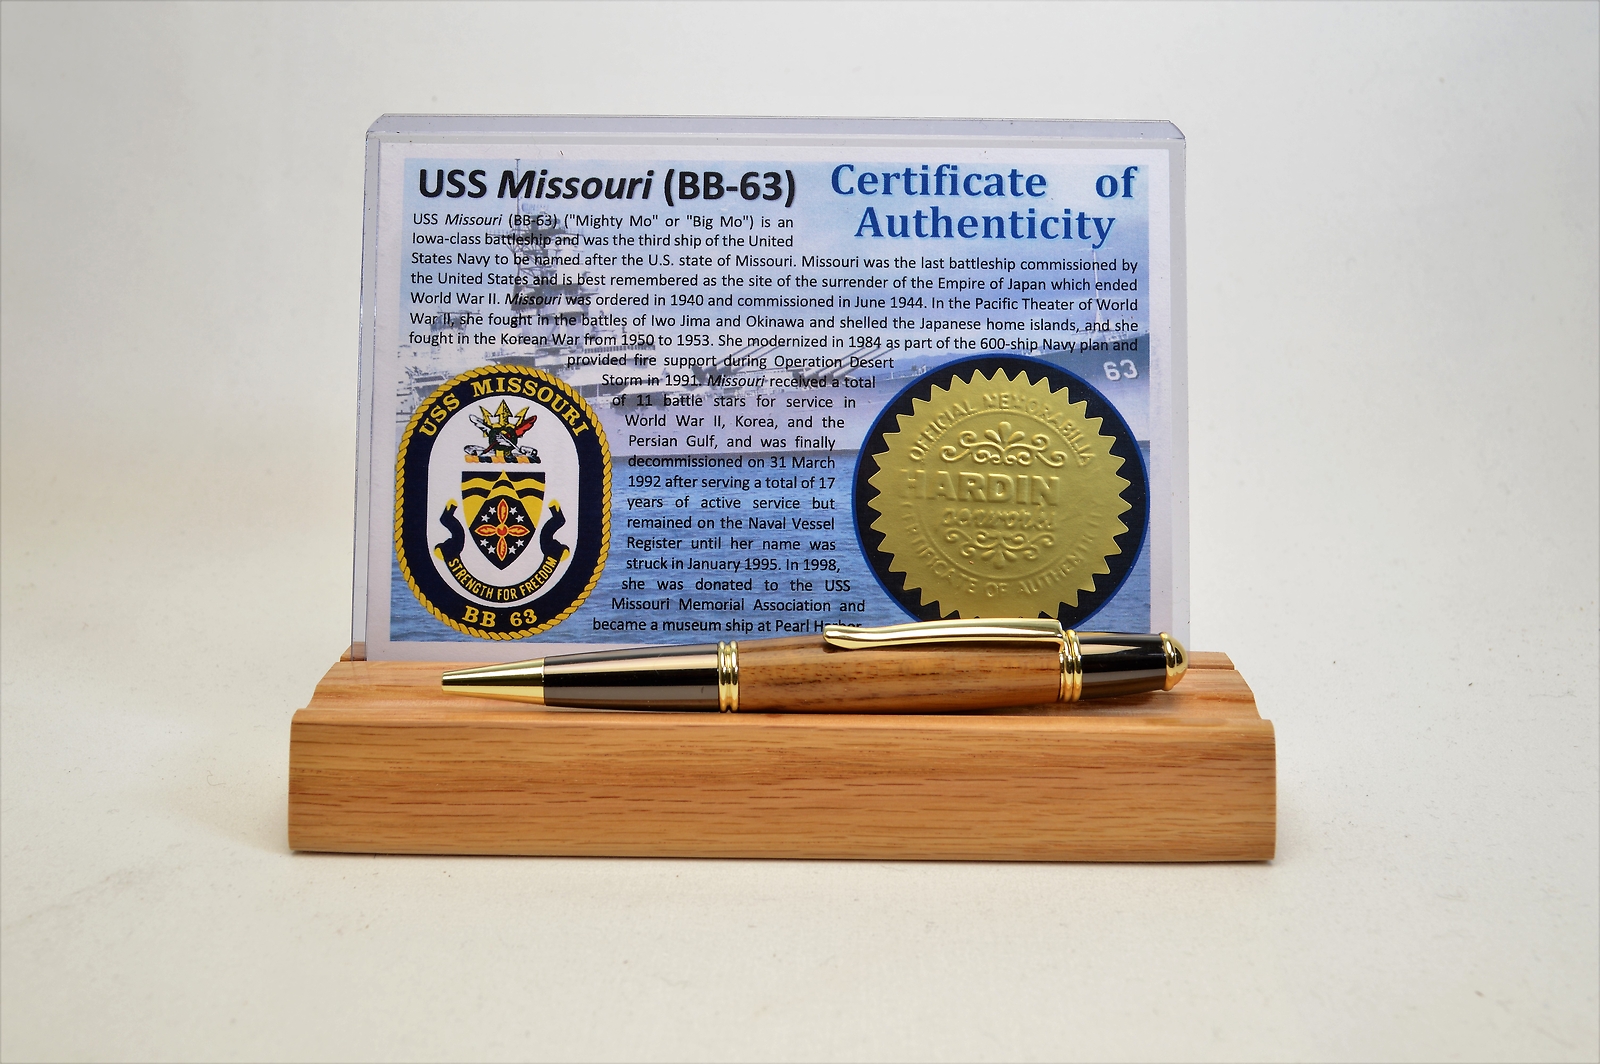 USS Missouri (BB-63)
Certificate of
Authenticity
USS Missouri (BB-63) ("Mighty Mo" or "Big Mo") is an
Iowa-class battleship and was the third ship of the United
States Navy to be named after the U.S. state of Missouri. Missouri was the last battleship commissioned by
the United States and is best remembered as the site of the surrender of the Empire of Japan which ended
World War II. Missouri was ordered in 1940 and commissioned in June 1944. In the Pacific Theater of World
War II, she fought in the battles of Iwo Jima and Okinawa and shelled the Japanese home islands, and she
fought in the Korean War from 1950 to 1953. She modernized in 1984 as part of the 600-ship Navy plan and
provided fire support during Operation Desert
Storm in 1991. Missouri received a total
of 11 battle stars for service in
World War II, Korea, and the
Persian Gulf, and was finally
decommissioned on 31 March
1992 after serving a total of 17
years of active service but
remained on the Naval Vessel
Register until her name was
struck in January 1995. In 1998,
she was donated to the USS
Missouri Memorial Association and
became a museum ship at Pearl Harbor
63
USS MISSOURI
STRENGTH FOR FREEDOM
BB 63
OFFICIAL MEMORABILIA
HARDIN
OF